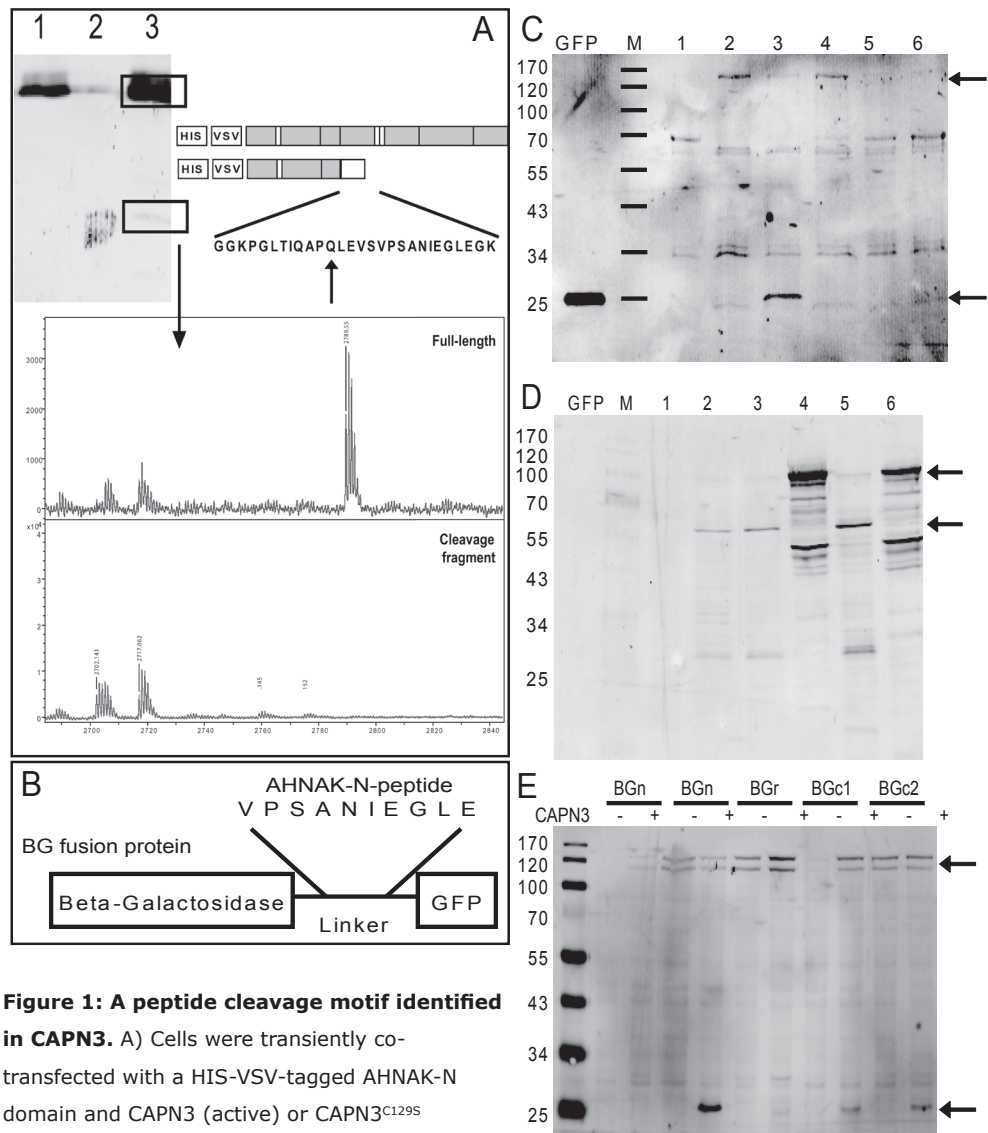 A
1 2 3
HIS VSV
HIS VSV
GGKPGLTIQAPQLEVSVPSANIEGLEGK
Full-length
2789.55
3000
2000
1000
0
Cleavage
fragment
x10⁴
4
3
2
1
0
2702.143
2717.062
.145
152
2700 2720 2740 2760 2780 2800 2820 2840
B
AHNAK-N-peptide
V P S A N I E G L E
BG fusion protein
Beta-Galactosidase
Linker
GFP
Figure 1: A peptide cleavage motif identified
in CAPN3. A) Cells were transiently co-
transfected with a HIS-VSV-tagged AHNAK-N
domain and CAPN3 (active) or CAPN3C129S
C
GFP M 1 2 3 4 5 6
170
120
100
70
55
43
34
25
D
GFP M 1 2 3 4 5 6
170
120
100
70
55
43
34
25
E
BGn BGn BGr BGc1 BGc2
CAPN3 - + - + - + - + - +
170
120
100
70
55
43
34
25